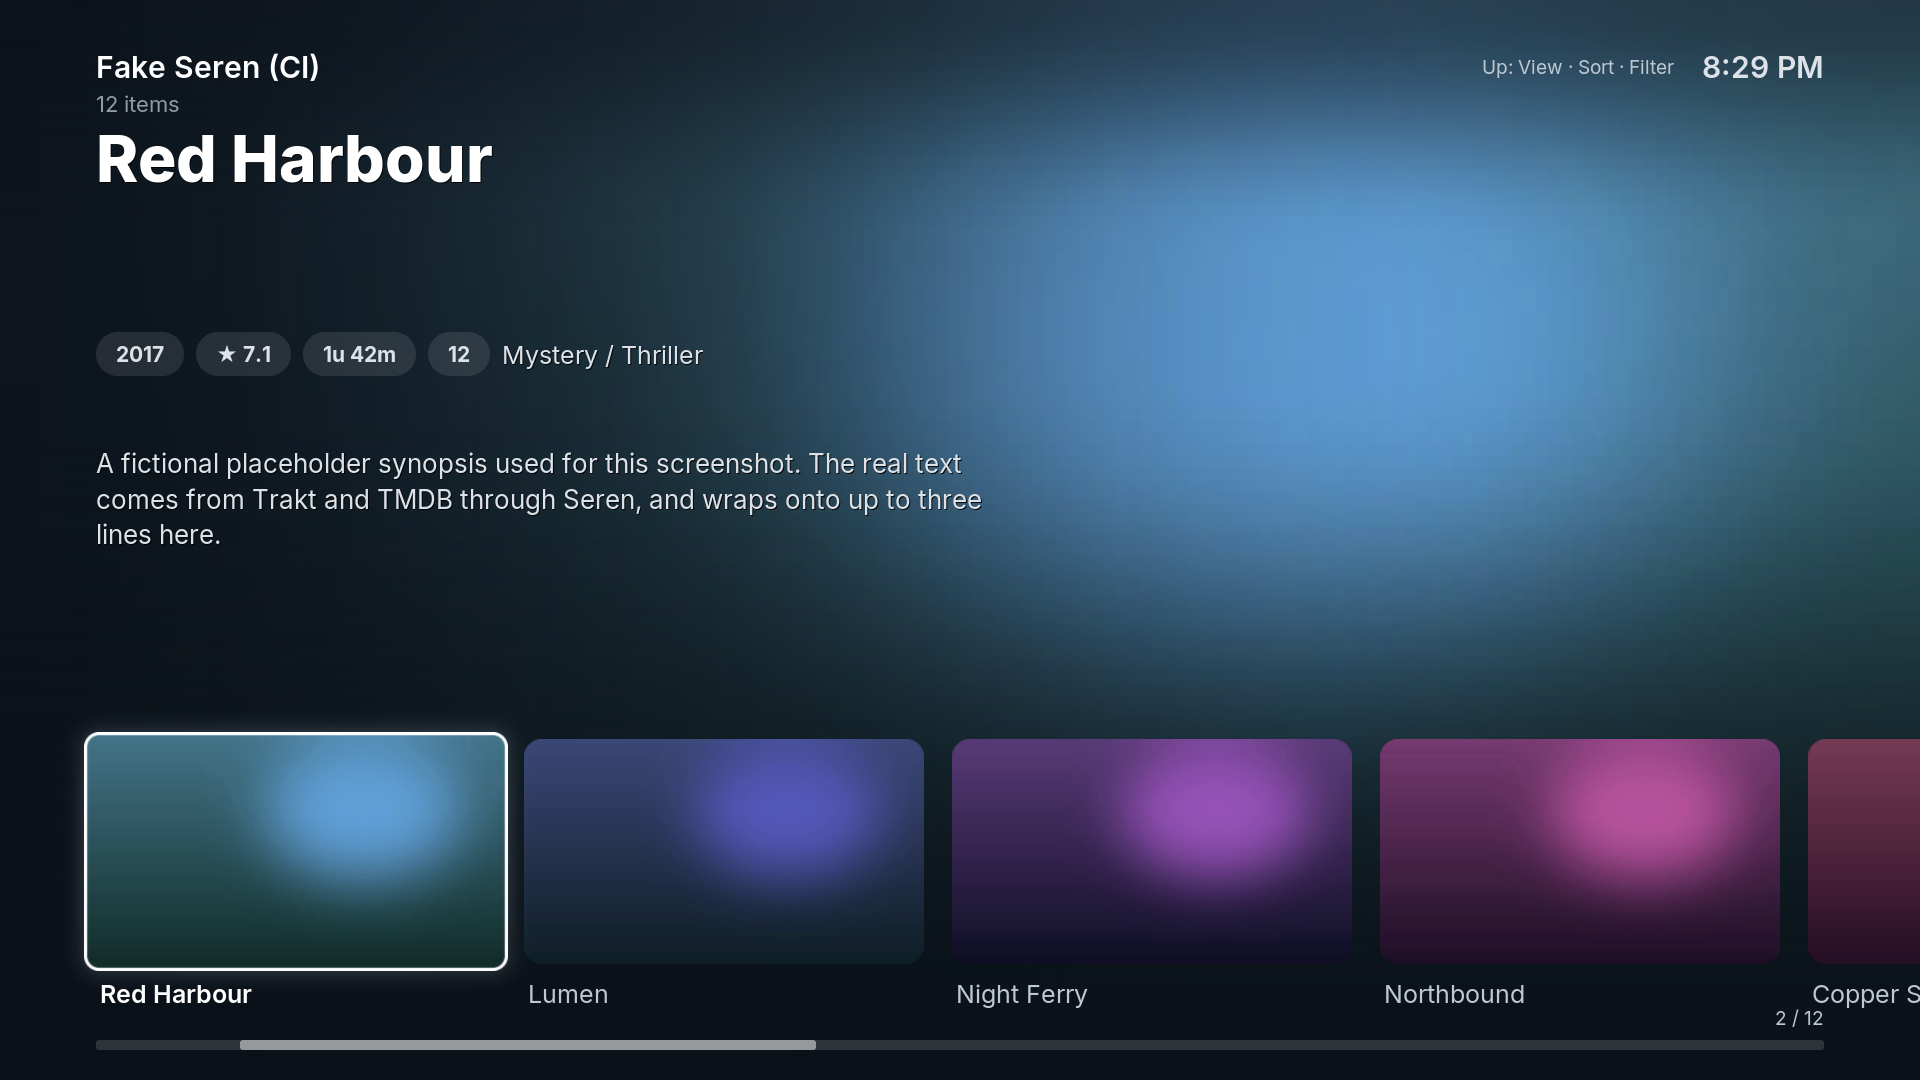 Fake Seren (CI)
Up: View · Sort · Filter
8:29 PM
12 items
Red Harbour
2017
★ 7.1
1u 42m
12
Mystery / Thriller
A fictional placeholder synopsis used for this screenshot. The real text
comes from Trakt and TMDB through Seren, and wraps onto up to three
lines here.
Red Harbour
Lumen
Night Ferry
Northbound
Copper S
2 / 12